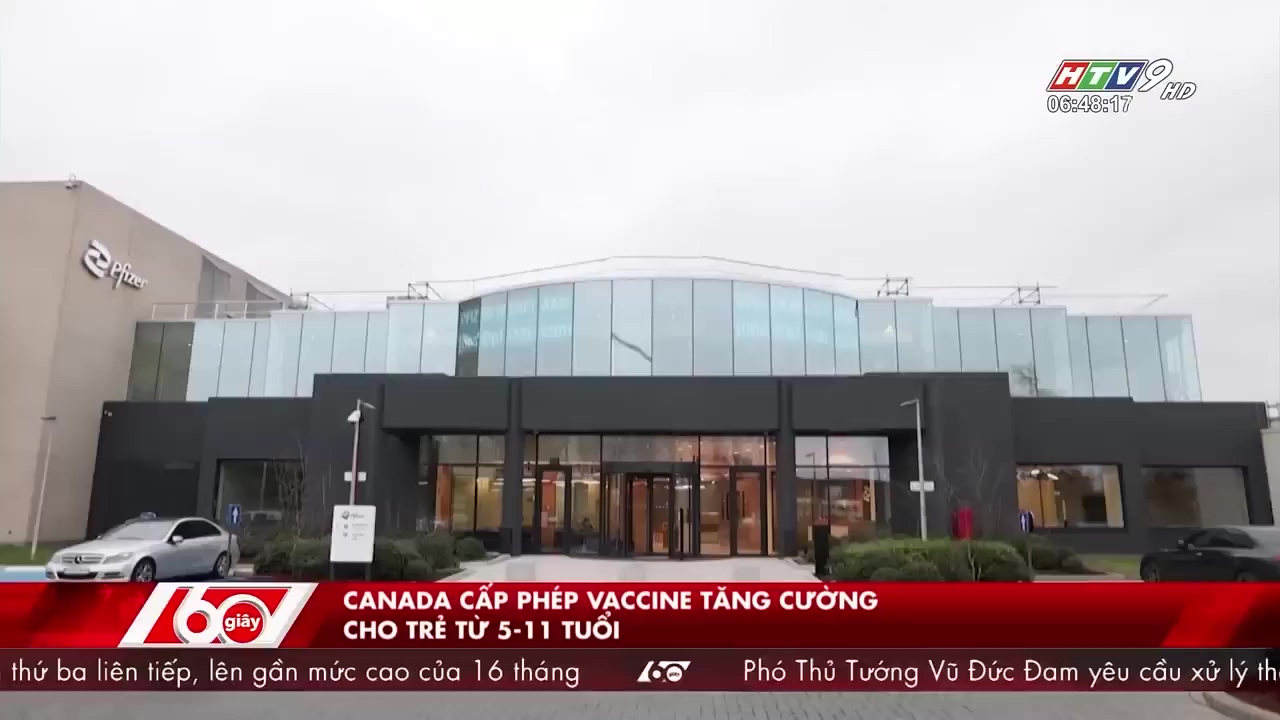 HTV9 HD
06:48:17
Pfizer
60 giây
CANADA CẤP PHÉP VACCINE TĂNG CƯỜNG
CHO TRẺ TỪ 5-11 TUỔI
thứ ba liên tiếp, lên gần mức cao của 16 tháng 60 giây Phó Thủ Tướng Vũ Đức Đam yêu cầu xử lý